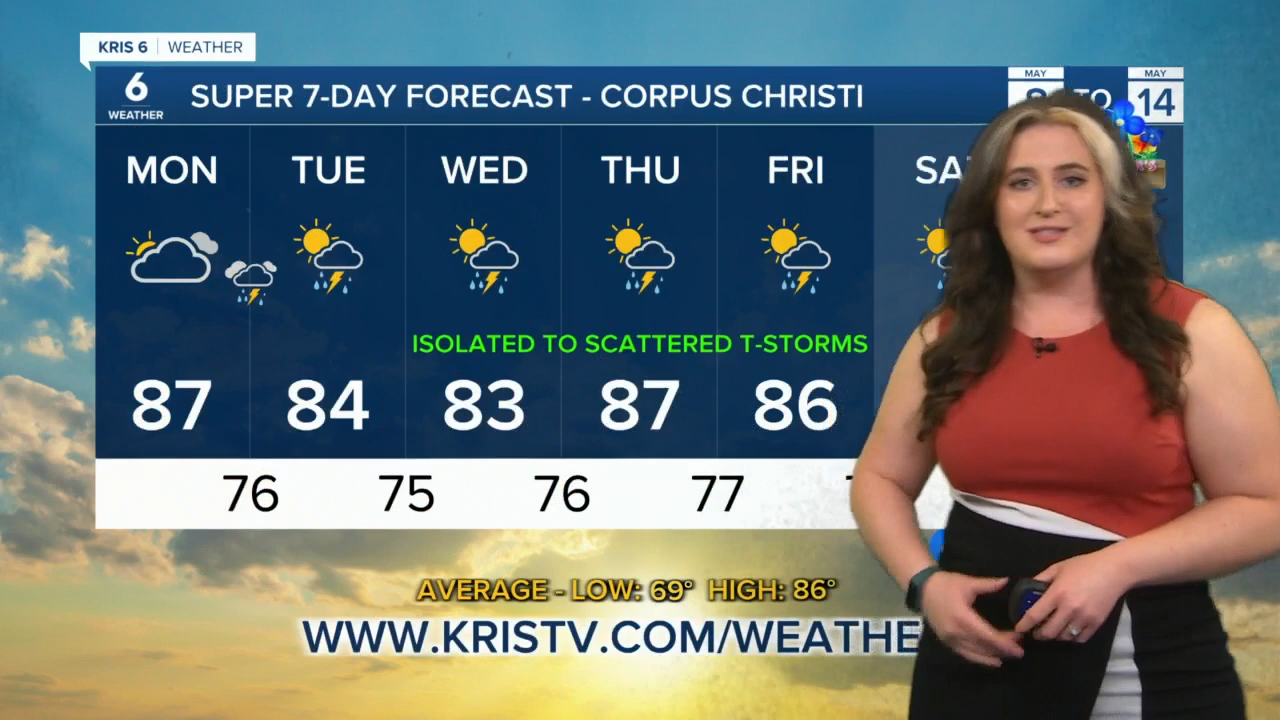 KRIS 6 WEATHER
6
WEATHER
SUPER 7-DAY FORECAST - CORPUS CHRISTI
MAY
MAY
TO
14
MON TUE WED THU FRI
ISOLATED TO SCATTERED T-STORMS
87 84 83 87 86
76 75 76 77
AVERAGE - LOW: 69° HIGH: 86°
WWW.KRISTV.COM/WEATHE